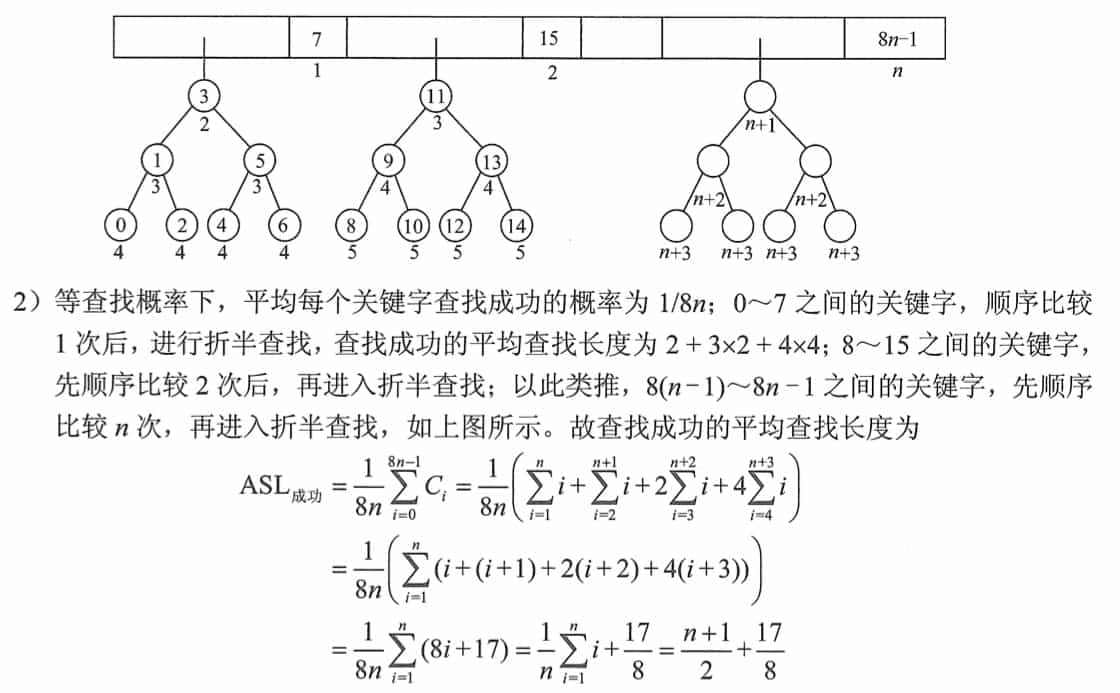 7 15 8n−1
1 2 n
3 11
2 3 n+1
1 5 9 13
3 3 4 4 n+2 n+2
0 2 4 6 8 10 12 14
4 4 4 4 5 5 5 5 n+3 n+3 n+3 n+3
2）等查找概率下，平均每个关键字查找成功的概率为 1/8n；0～7 之间的关键字，顺序比较
1 次后，进行折半查找，查找成功的平均查找长度为 2 + 3×2 + 4×4；8～15 之间的关键字，
先顺序比较 2 次后，再进入折半查找；以此类推，8(n−1)～8n−1 之间的关键字，先顺序
比较 n 次，再进入折半查找，如上图所示。故查找成功的平均查找长度为
ASL成功 = \frac{1}{8n}\sum_{i=0}^{8n-1} C_i = \frac{1}{8n}\left(\sum_{i=1}^{n} i + \sum_{i=2}^{n+1} i + 2\sum_{i=3}^{n+2} i + 4\sum_{i=4}^{n+3} i\right)
= \frac{1}{8n}\left(\sum_{i=1}^{n} (i+(i+1)+2(i+2)+4(i+3))\right)
= \frac{1}{8n}\sum_{i=1}^{n} (8i+17) = \frac{1}{n}\sum_{i=1}^{n} i + \frac{17}{8} = \frac{n+1}{2} + \frac{17}{8}